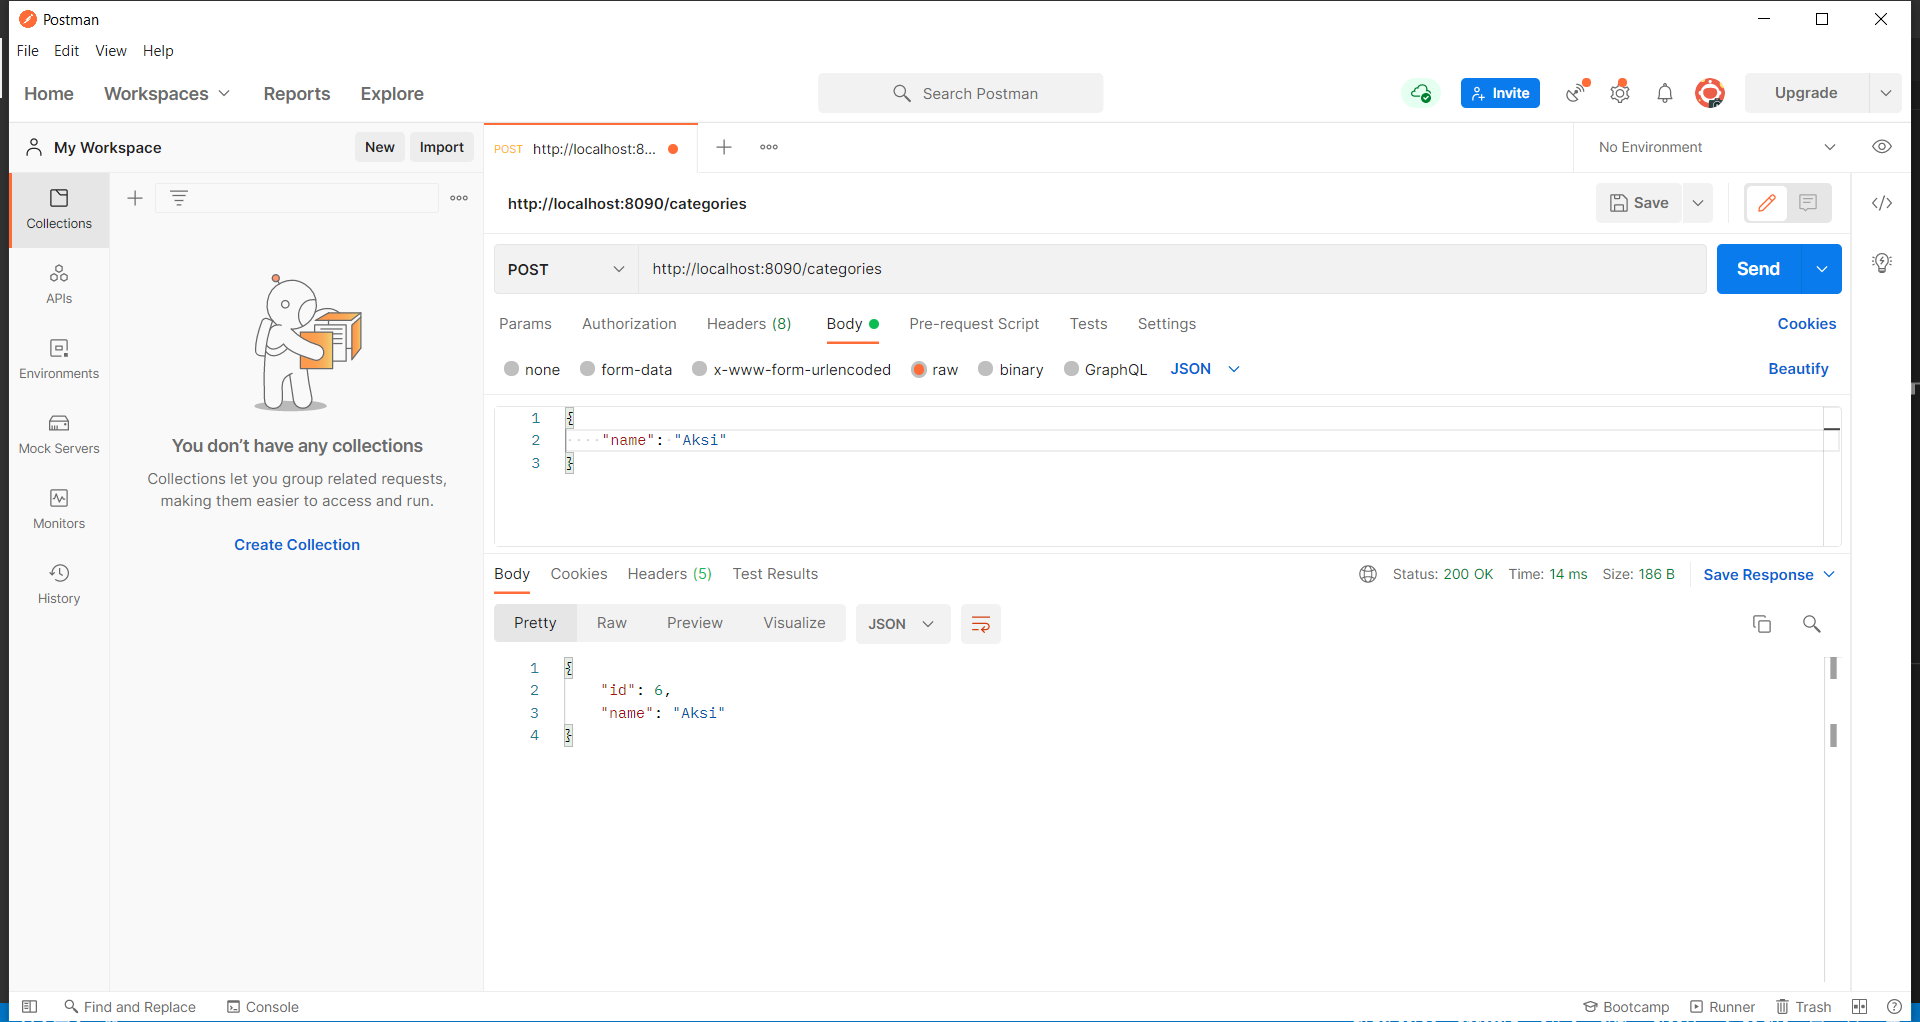 Postman
File Edit View Help
Home Workspaces Reports Explore
Search Postman
Invite
Upgrade
My Workspace New Import
POST http://localhost:8...
No Environment
http://localhost:8090/categories
Save
POST http://localhost:8090/categories
Send
Params Authorization Headers (8) Body Pre-request Script Tests Settings Cookies
none form-data x-www-form-urlencoded raw binary GraphQL JSON Beautify
1 {
2 "name": "Aksi"
3 }
Collections
APIs
Environments
Mock Servers
Monitors
History
You don't have any collections
Collections let you group related requests,
making them easier to access and run.
Create Collection
Body Cookies Headers (5) Test Results
Status: 200 OK Time: 14 ms Size: 186 B Save Response
Pretty Raw Preview Visualize JSON
1 {
2 "id": 6,
3 "name": "Aksi"
4 }
Find and Replace Console
Bootcamp Runner Trash